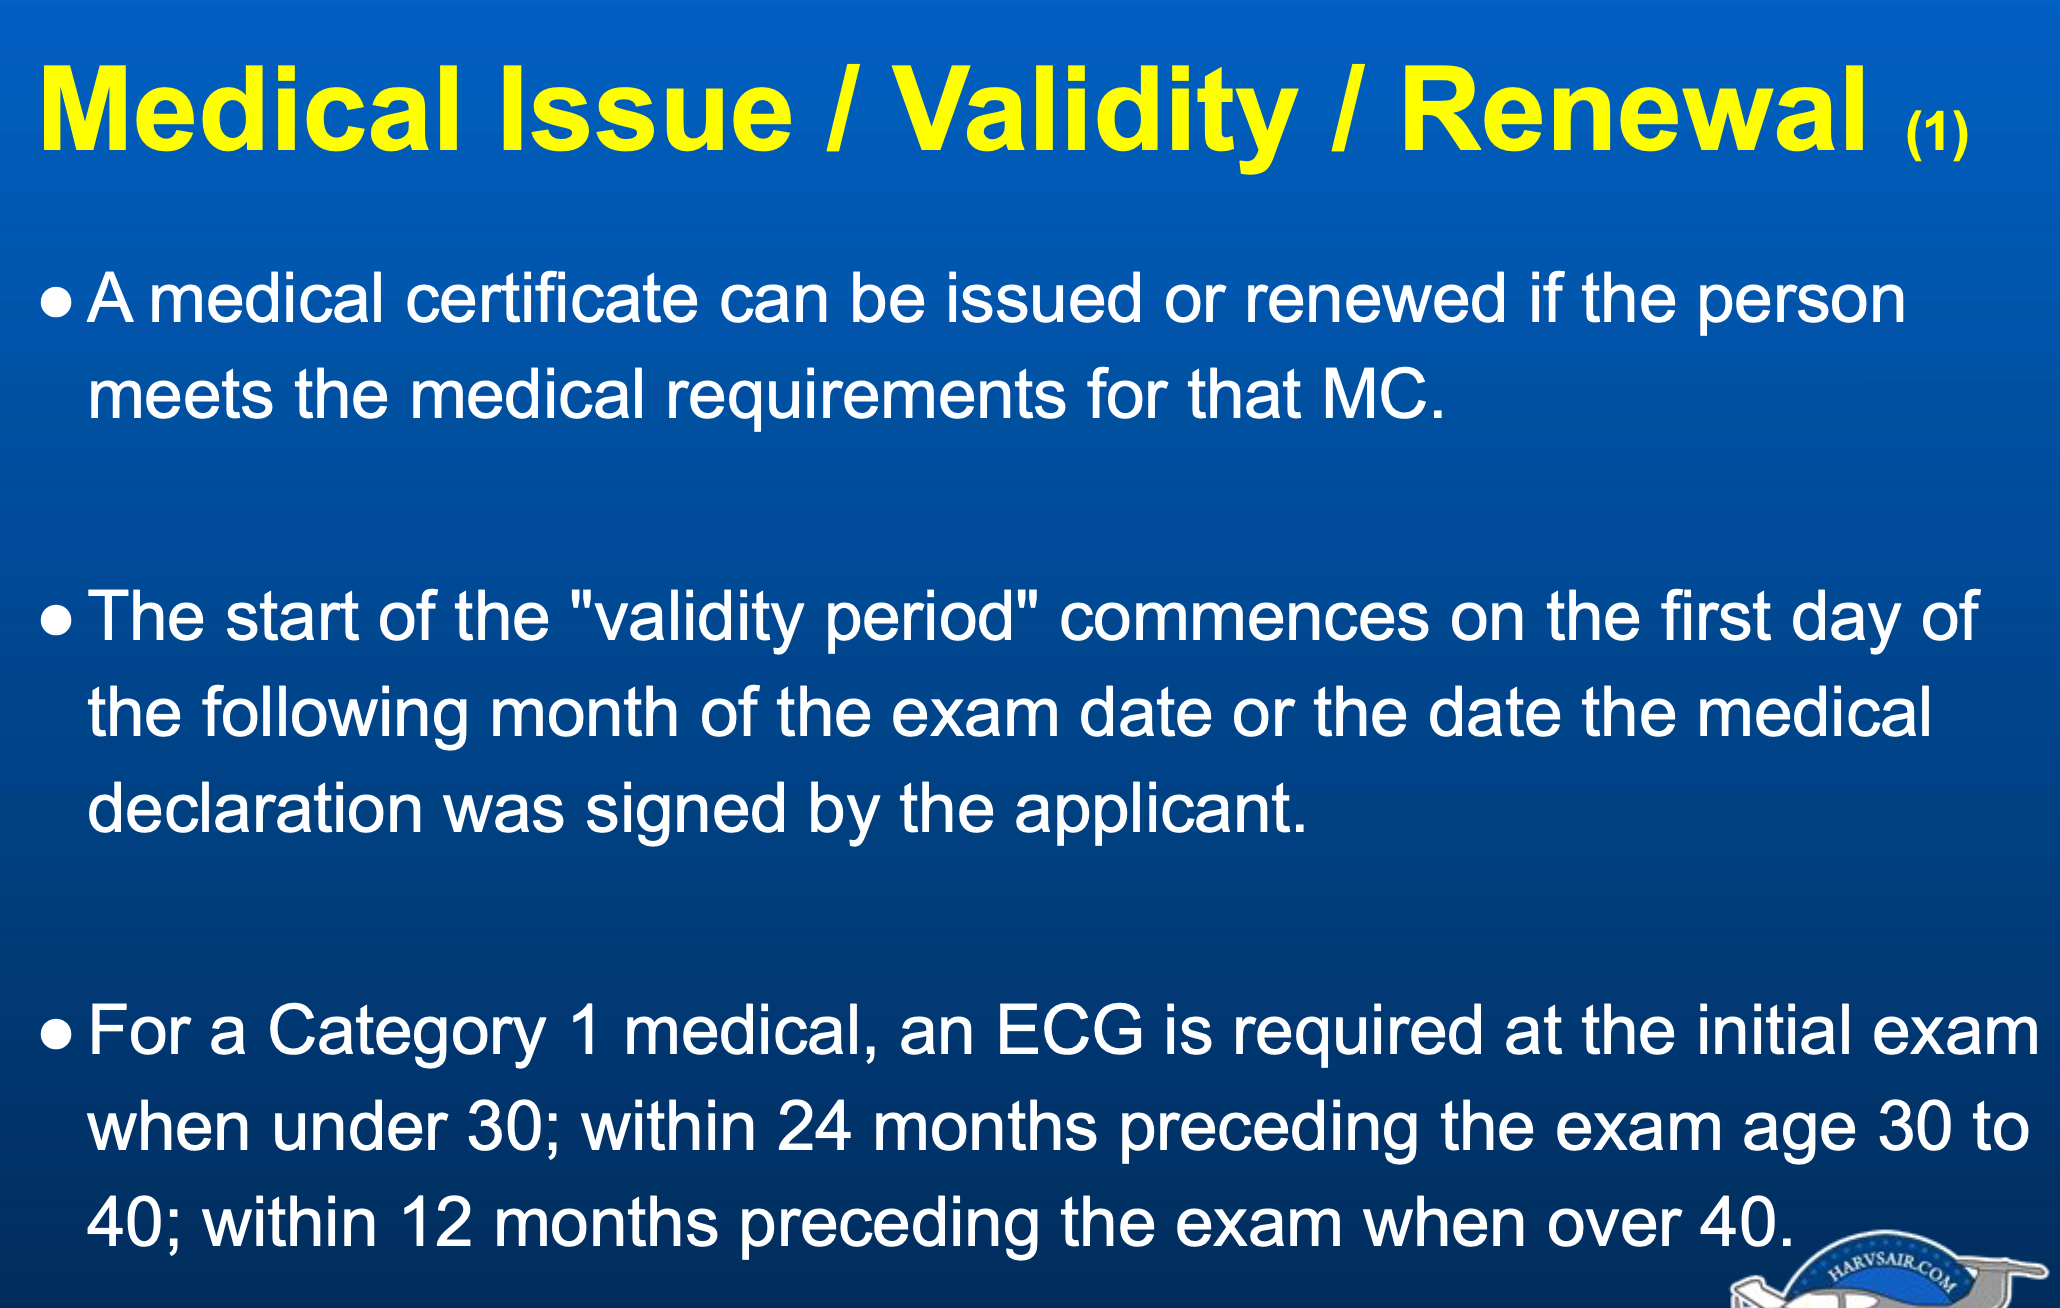 Medical Issue / Validity / Renewal (1)
● A medical certificate can be issued or renewed if the person
meets the medical requirements for that MC.
● The start of the "validity period" commences on the first day of
the following month of the exam date or the date the medical
declaration was signed by the applicant.
● For a Category 1 medical, an ECG is required at the initial exam
when under 30; within 24 months preceding the exam age 30 to
40; within 12 months preceding the exam when over 40.
HARVSAIR.COM